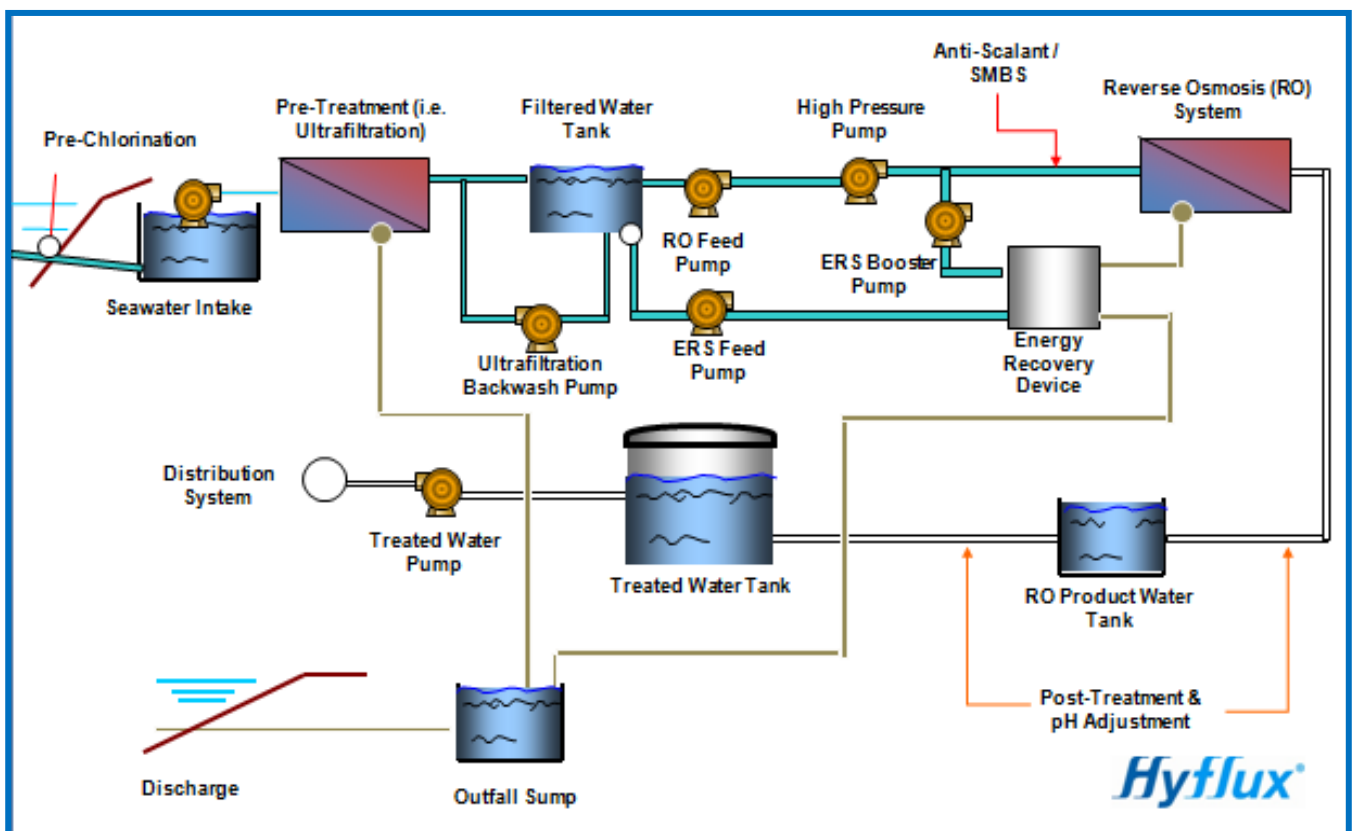 Anti-Scalant /
SMBS
Pre-Treatment (i.e.
Ultrafiltration)
Filtered Water
Tank
High Pressure
Pump
Reverse Osmosis (RO)
System
Pre-Chlorination
Seawater Intake
RO Feed
Pump
ERS Booster
Pump
Ultrafiltration
Backwash Pump
ERS Feed
Pump
Energy
Recovery
Device
Distribution
System
Treated Water
Pump
Treated Water Tank
RO Product Water
Tank
Post-Treatment &
pH Adjustment
Discharge
Outfall Sump
Hyflux